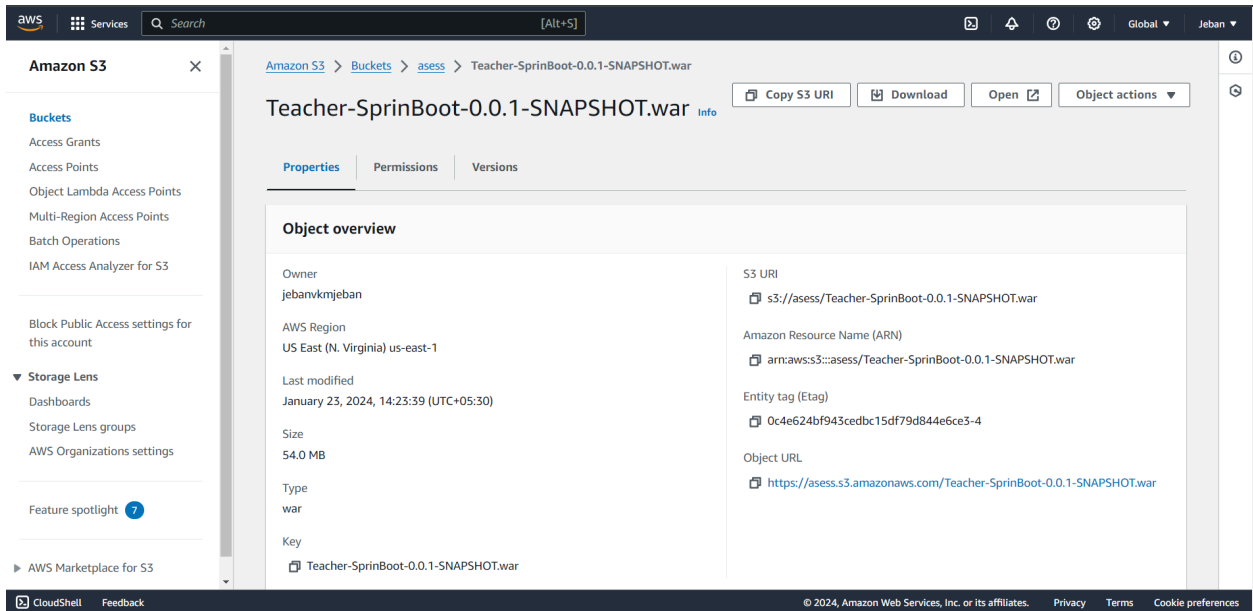 aws
Services
Search
[Alt+S]
Global
Jeban
Amazon S3
Buckets
Access Grants
Access Points
Object Lambda Access Points
Multi-Region Access Points
Batch Operations
IAM Access Analyzer for S3
Block Public Access settings for
this account
Storage Lens
Dashboards
Storage Lens groups
AWS Organizations settings
Feature spotlight 7
AWS Marketplace for S3
Amazon S3 > Buckets > asess > Teacher-SprinBoot-0.0.1-SNAPSHOT.war
Teacher-SprinBoot-0.0.1-SNAPSHOT.war Info
Copy S3 URI
Download
Open
Object actions
Properties
Permissions
Versions
Object overview
Owner
jebanvkmjeban
AWS Region
US East (N. Virginia) us-east-1
Last modified
January 23, 2024, 14:23:39 (UTC+05:30)
Size
54.0 MB
Type
war
Key
Teacher-SprinBoot-0.0.1-SNAPSHOT.war
S3 URI
s3://asess/Teacher-SprinBoot-0.0.1-SNAPSHOT.war
Amazon Resource Name (ARN)
arn:aws:s3:::asess/Teacher-SprinBoot-0.0.1-SNAPSHOT.war
Entity tag (Etag)
0c4e624bf943cedbc15df79d844e6ce3-4
Object URL
https://asess.s3.amazonaws.com/Teacher-SprinBoot-0.0.1-SNAPSHOT.war
CloudShell
Feedback
© 2024, Amazon Web Services, Inc. or its affiliates.
Privacy
Terms
Cookie preferences